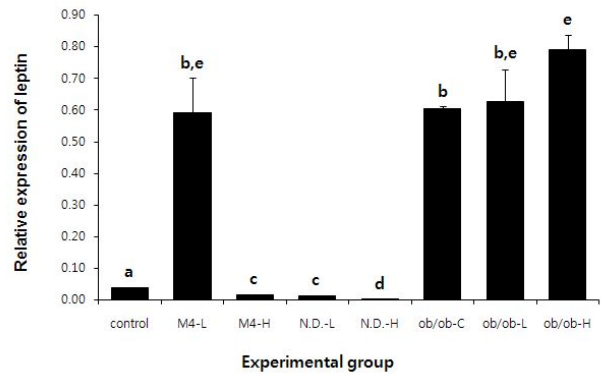 Relative expression of leptin
0.90
0.80
0.70
0.60
0.50
0.40
0.30
0.20
0.10
0.00
a
b,e
c
c
d
b
b,e
e
control M4-L M4-H N.D.-L N.D.-H ob/ob-C ob/ob-L ob/ob-H
Experimental group